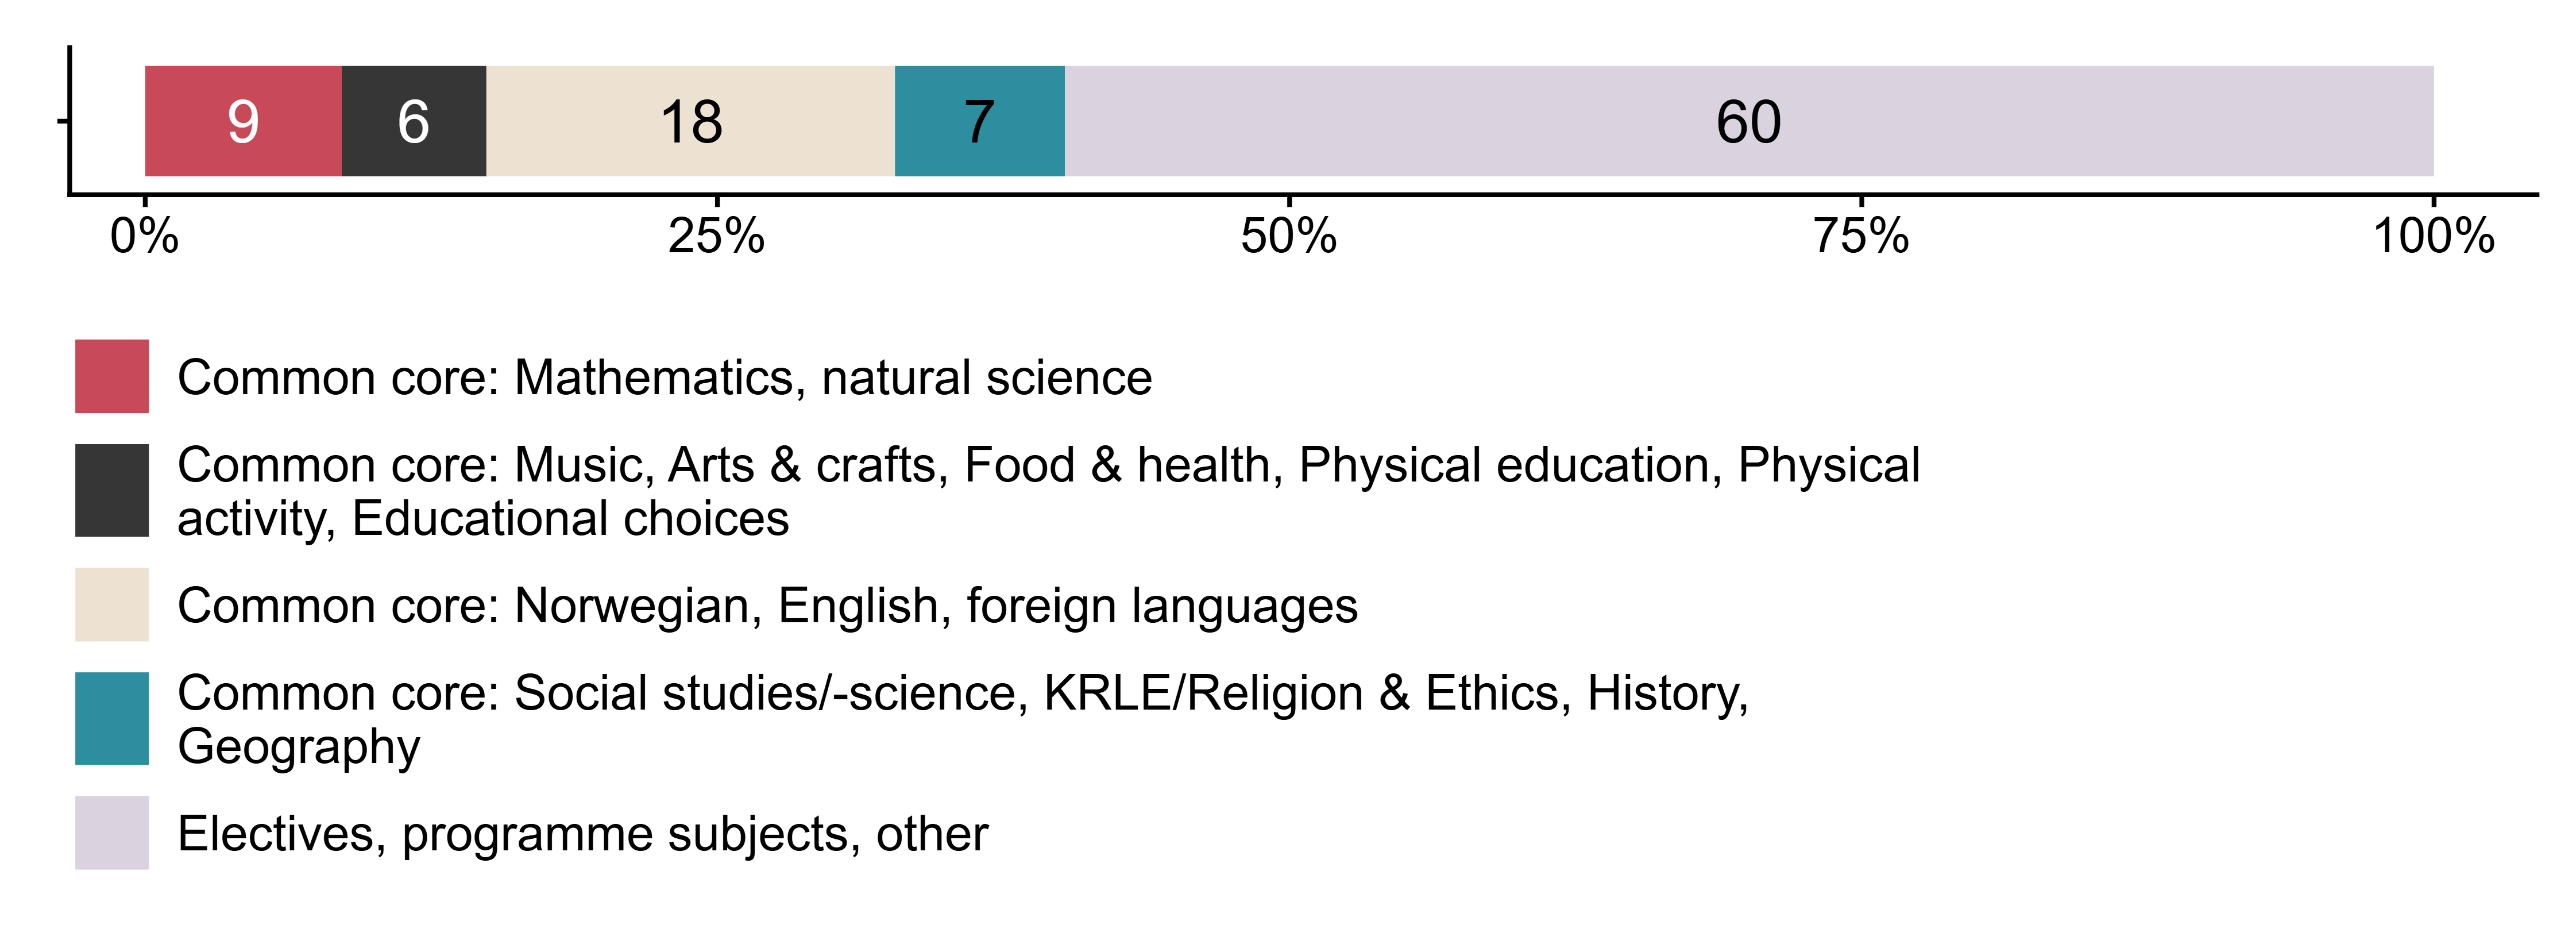 9 6 18 7 60
0% 25% 50% 75% 100%
Common core: Mathematics, natural science
Common core: Music, Arts & crafts, Food & health, Physical education, Physical
activity, Educational choices
Common core: Norwegian, English, foreign languages
Common core: Social studies/-science, KRLE/Religion & Ethics, History,
Geography
Electives, programme subjects, other